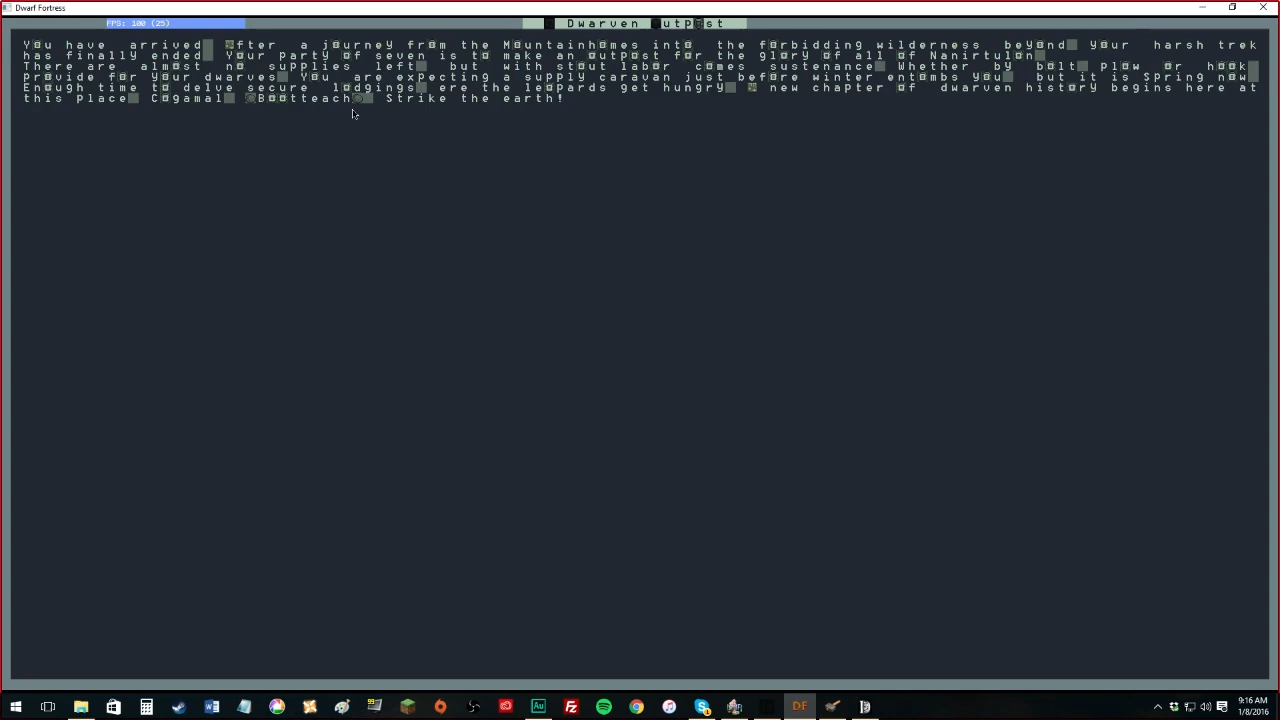 Dwarf Fortress
FPS: 100 (25)
Dwarven Outpost
You have arrived. After a journey from the Mountainhomes into the forbidding wilderness beyond, your harsh trek
has finally ended. Your party of seven is to make an outpost for the glory of all of Nanirtulon.
There are almost no supplies left, but with stout labor comes sustenance. Whether by bolt, plow or hook,
provide for your dwarves. You are expecting a supply caravan just before winter entombs you, but it is Spring now.
Enough time to delve secure lodgings, ere the leopards get hungry. A new chapter of dwarven history begins here at
this place, Cogamal, "Bootteach". Strike the earth!
9:16 AM
1/8/2016